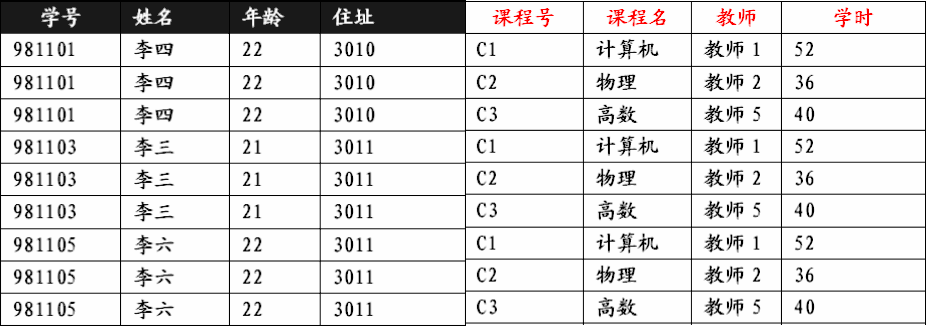 学号 姓名 年龄 住址 课程号 课程名 教师 学时
981101 李四 22 3010 C1 计算机 教师1 52
981101 李四 22 3010 C2 物理 教师2 36
981101 李四 22 3010 C3 高数 教师5 40
981103 李三 21 3011 C1 计算机 教师1 52
981103 李三 21 3011 C2 物理 教师2 36
981103 李三 21 3011 C3 高数 教师5 40
981105 李六 22 3011 C1 计算机 教师1 52
981105 李六 22 3011 C2 物理 教师2 36
981105 李六 22 3011 C3 高数 教师5 40